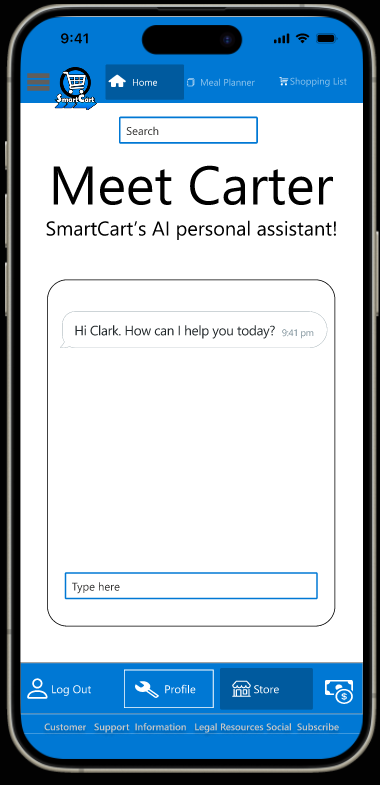 9:41
SmartCart
Home
Meal Planner
Shopping List
Search
Meet Carter
SmartCart's AI personal assistant!
Hi Clark. How can I help you today? 9:41 pm
Type here
Log Out
Profile
Store
$
Customer Support Information Legal Resources Social Subscribe